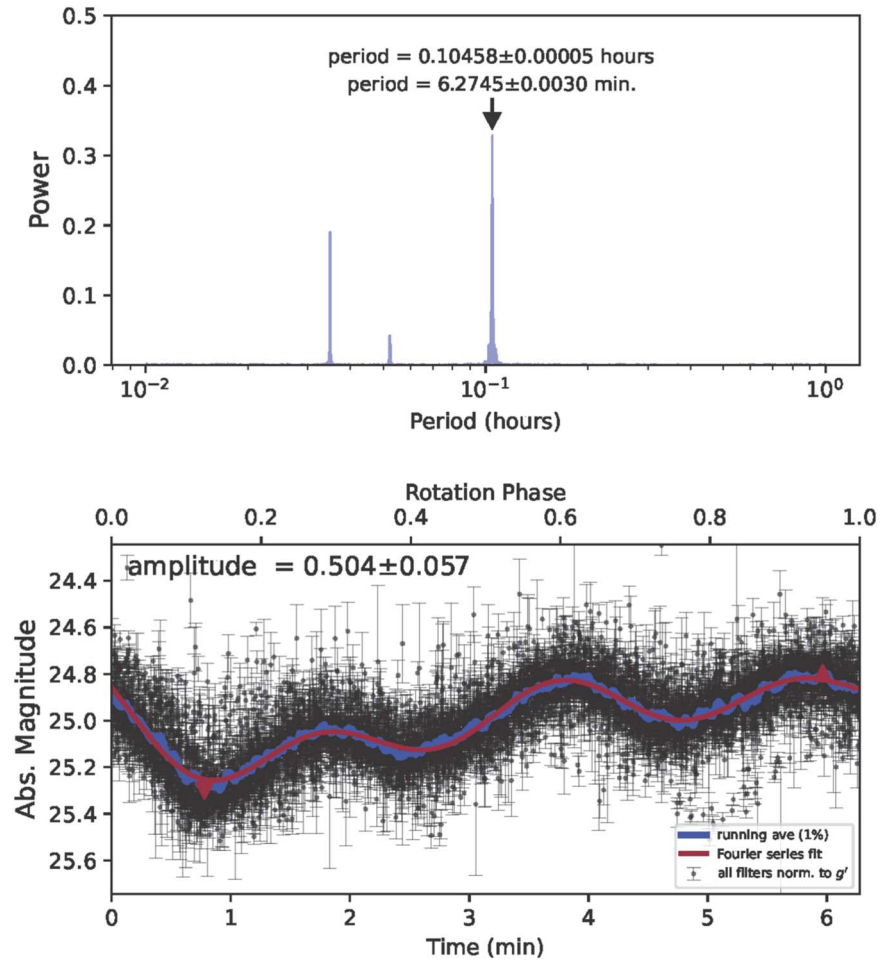 0.5
period = 0.10458±0.00005 hours
period = 6.2745±0.0030 min.
0.4
0.3
0.2
0.1
0.0
Power
10⁻²
10⁻¹
10⁰
Period (hours)
Rotation Phase
0.0
0.2
0.4
0.6
0.8
1.0
amplitude = 0.504±0.057
24.4
24.6
24.8
25.0
25.2
25.4
25.6
Abs. Magnitude
running ave (1%)
Fourier series fit
all filters norm. to g′
0
1
2
3
4
5
6
Time (min)